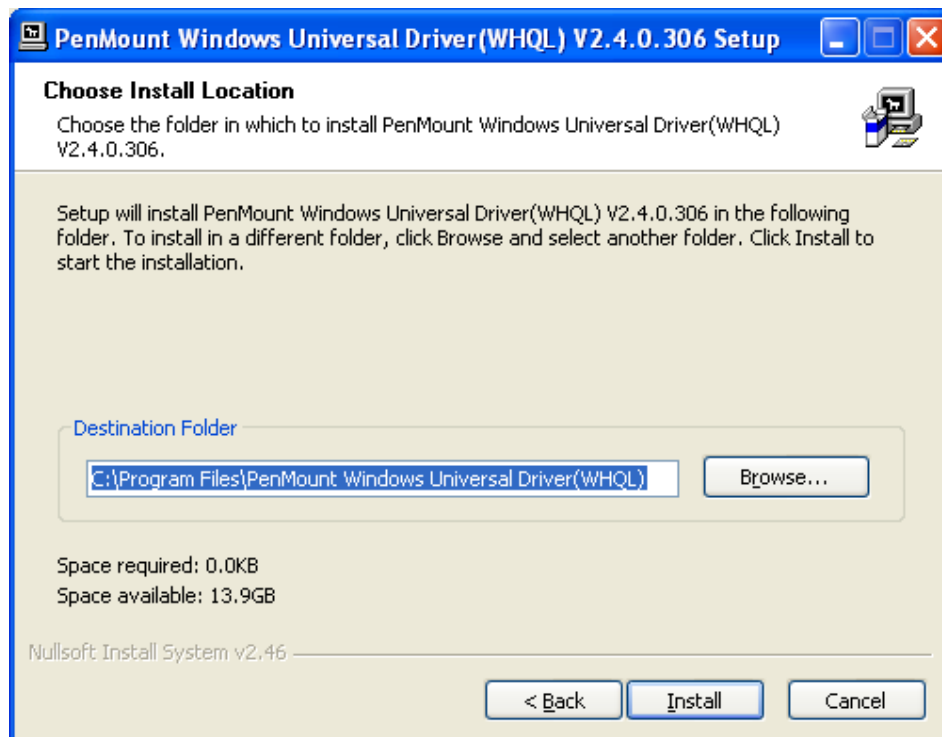 PenMount Windows Universal Driver(WHQL) V2.4.0.306 Setup
Choose Install Location
Choose the folder in which to install PenMount Windows Universal Driver(WHQL)
V2.4.0.306.
Setup will install PenMount Windows Universal Driver(WHQL) V2.4.0.306 in the following
folder. To install in a different folder, click Browse and select another folder. Click Install to
start the installation.
Destination Folder
C:\Program Files\PenMount Windows Universal Driver(WHQL)
Browse...
Space required: 0.0KB
Space available: 13.9GB
Nullsoft Install System v2.46
< Back
Install
Cancel